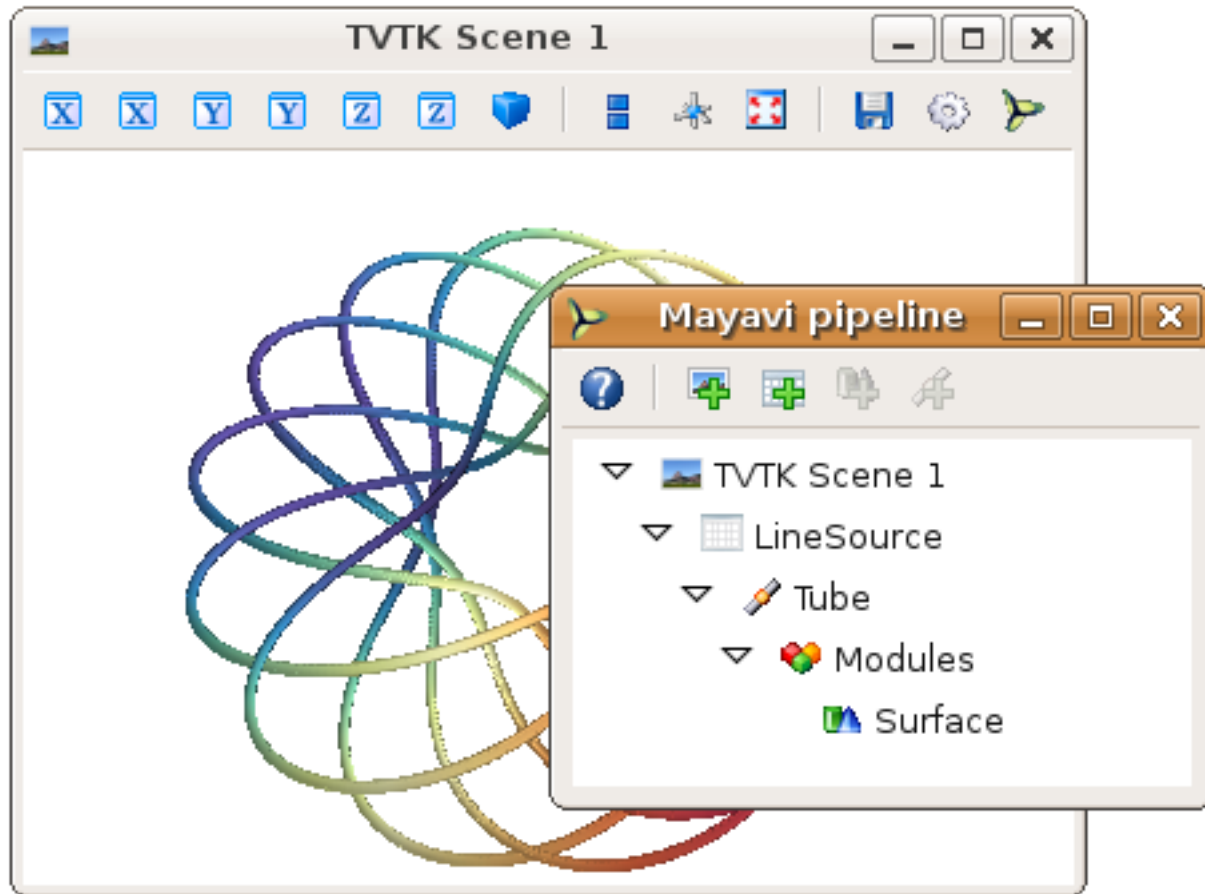 TVTK Scene 1
X X Y Y Z Z
Mayavi pipeline
?
TVTK Scene 1
LineSource
Tube
Modules
Surface